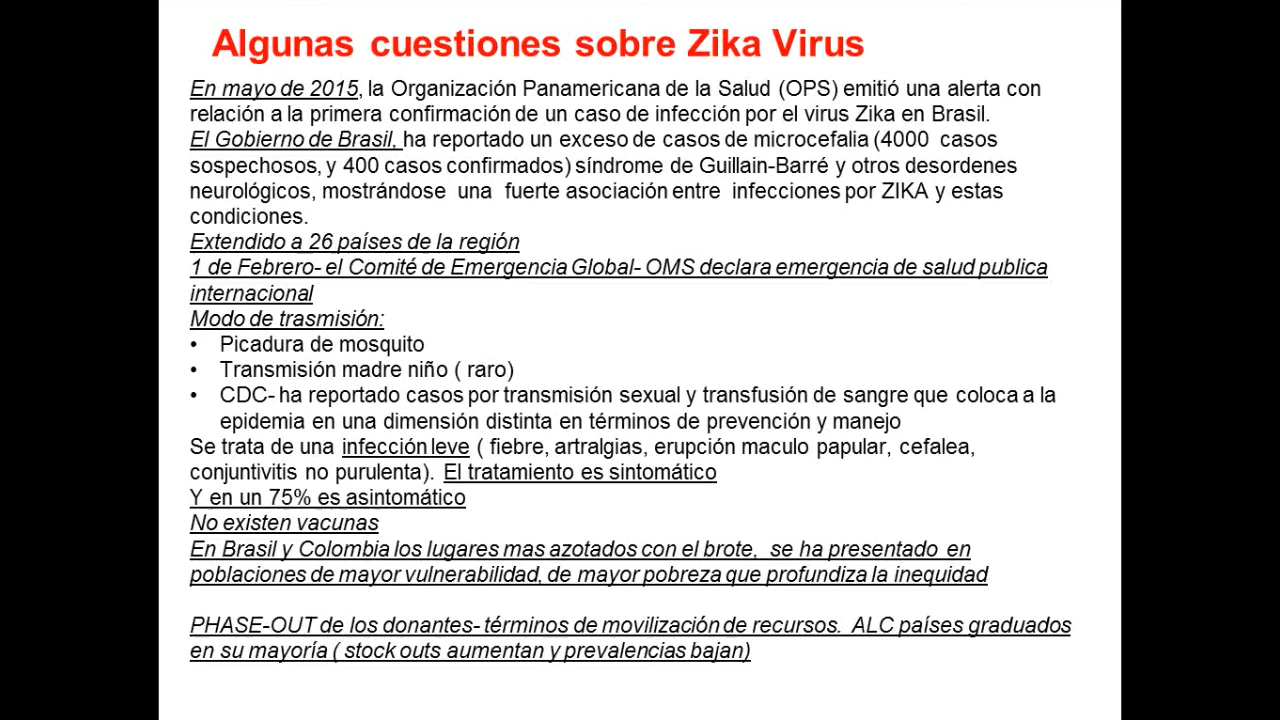 Algunas cuestiones sobre Zika Virus
En mayo de 2015, la Organización Panamericana de la Salud (OPS) emitió una alerta con
relación a la primera confirmación de un caso de infección por el virus Zika en Brasil.
El Gobierno de Brasil, ha reportado un exceso de casos de microcefalia (4000 casos
sospechosos, y 400 casos confirmados) síndrome de Guillain-Barré y otros desordenes
neurológicos, mostrándose una fuerte asociación entre infecciones por ZIKA y estas
condiciones.
Extendido a 26 países de la región
1 de Febrero- el Comité de Emergencia Global- OMS declara emergencia de salud publica
internacional
Modo de trasmisión:
• Picadura de mosquito
• Transmisión madre niño ( raro)
• CDC- ha reportado casos por transmisión sexual y transfusión de sangre que coloca a la
epidemia en una dimensión distinta en términos de prevención y manejo
Se trata de una infección leve ( fiebre, artralgias, erupción maculo papular, cefalea,
conjuntivitis no purulenta). El tratamiento es sintomático
Y en un 75% es asintomático
No existen vacunas
En Brasil y Colombia los lugares mas azotados con el brote, se ha presentado en
poblaciones de mayor vulnerabilidad, de mayor pobreza que profundiza la inequidad
PHASE-OUT de los donantes- términos de movilización de recursos. ALC países graduados
en su mayoría ( stock outs aumentan y prevalencias bajan)